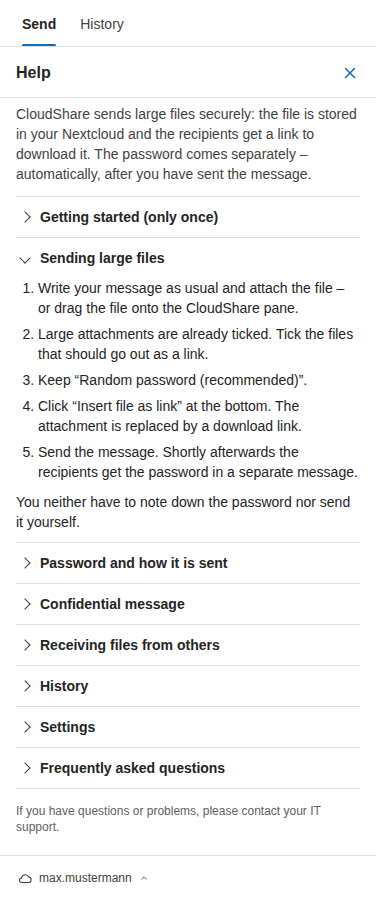 Send History
Help
CloudShare sends large files securely: the file is stored
in your Nextcloud and the recipients get a link to
download it. The password comes separately –
automatically, after you have sent the message.
Getting started (only once)
Sending large files
1. Write your message as usual and attach the file –
or drag the file onto the CloudShare pane.
2. Large attachments are already ticked. Tick the files
that should go out as a link.
3. Keep “Random password (recommended)”.
4. Click “Insert file as link” at the bottom. The
attachment is replaced by a download link.
5. Send the message. Shortly afterwards the
recipients get the password in a separate message.
You neither have to note down the password nor send
it yourself.
Password and how it is sent
Confidential message
Receiving files from others
History
Settings
Frequently asked questions
If you have questions or problems, please contact your IT
support.
max.mustermann